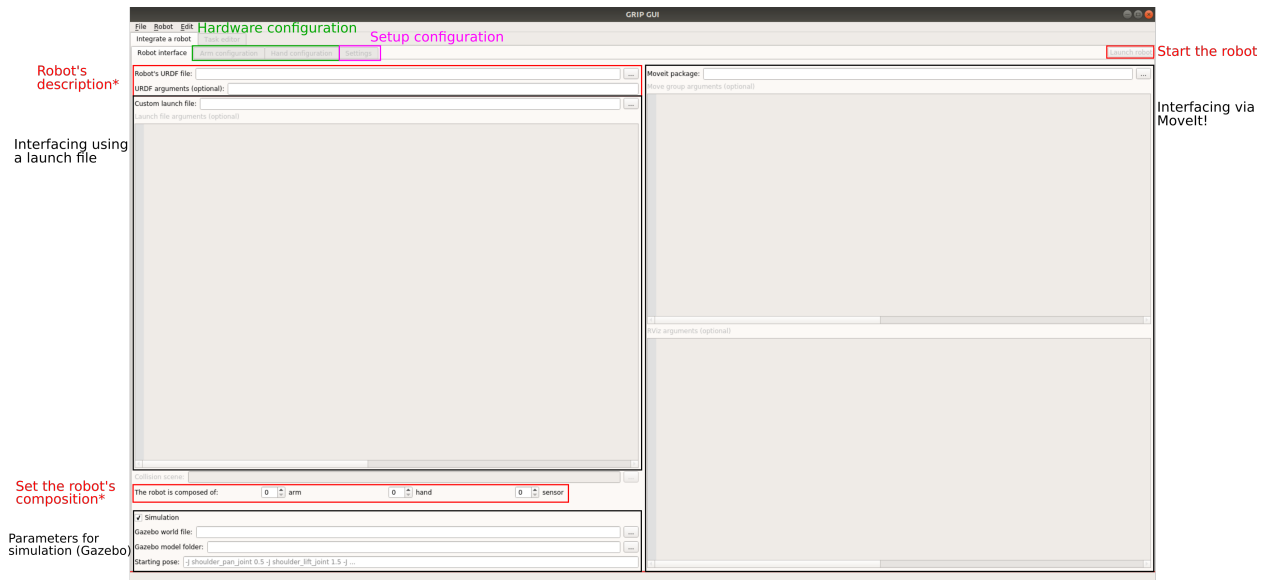 GRIP GUI
File Robot Edit
Hardware configuration
Integrate a robot Task editor
Setup configuration
Robot interface Arm configuration Hand configuration Settings
Launch robot
Start the robot
Robot's
description*
Robot's URDF file: ...
URDF arguments (optional):
Custom launch file: ...
Launch file arguments (optional)
Interfacing using
a launch file
Moveit package: ...
Move group arguments (optional)
Interfacing via
MoveIt!
RViz arguments (optional)
Collision scene: ...
Set the robot's
composition*
The robot is composed of: 0 arm 0 hand 0 sensor
Parameters for
simulation (Gazebo)
✓ Simulation
Gazebo world file: ...
Gazebo model folder: ...
Starting pose: -J shoulder_pan_joint 0.5 -J shoulder_lift_joint 1.5 -J ...